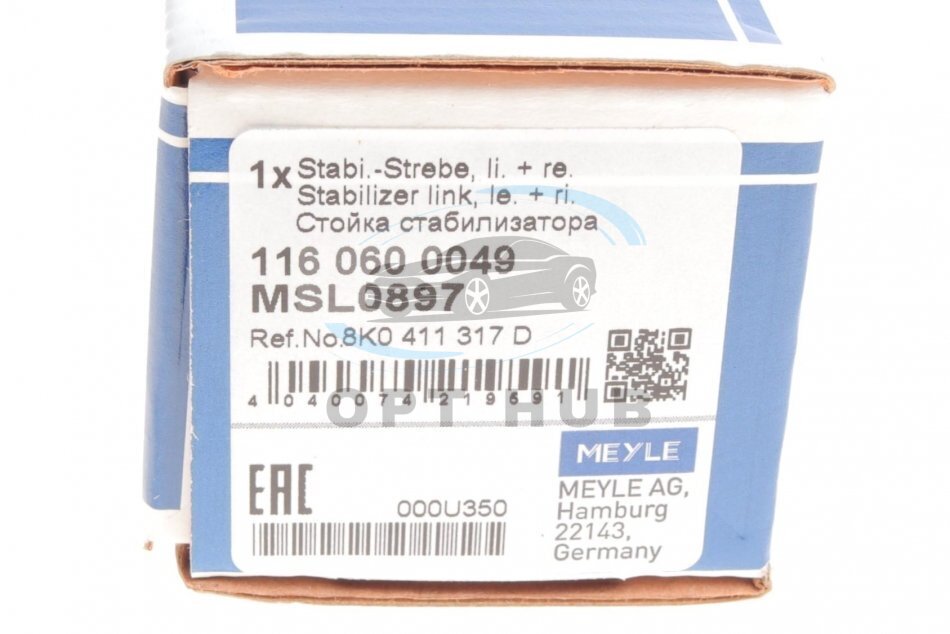 1x Stabi.-Strebe, li. + re.
Stabilizer link, le. + ri.
Стойка стабилизатора
116 060 0049
MSL0897
Ref.No.8K0 411 317 D
4 040074 219591
OPT HUB
EAC
000U350
MEYLE
MEYLE AG,
Hamburg
22143,
Germany